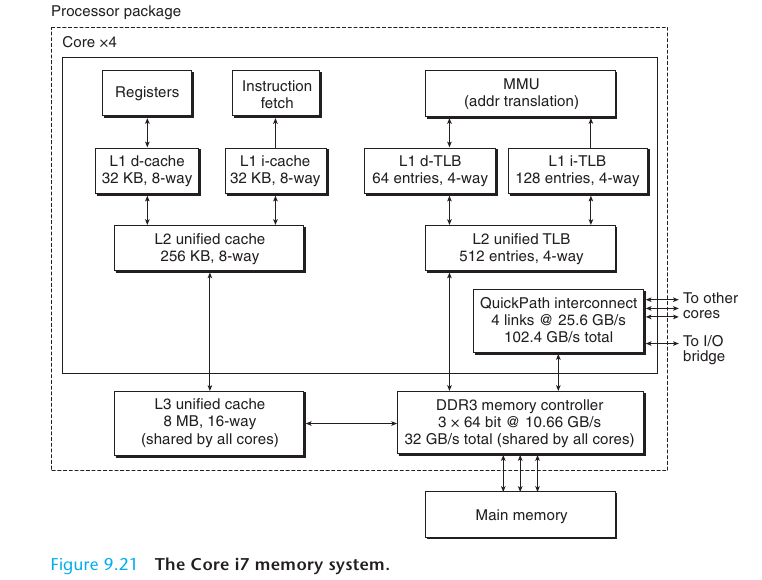 Processor package
Core ×4
Registers
Instruction
fetch
MMU
(addr translation)
L1 d-cache
32 KB, 8-way
L1 i-cache
32 KB, 8-way
L1 d-TLB
64 entries, 4-way
L1 i-TLB
128 entries, 4-way
L2 unified cache
256 KB, 8-way
L2 unified TLB
512 entries, 4-way
QuickPath interconnect
4 links @ 25.6 GB/s
102.4 GB/s total
To other
cores
To I/O
bridge
L3 unified cache
8 MB, 16-way
(shared by all cores)
DDR3 memory controller
3 × 64 bit @ 10.66 GB/s
32 GB/s total (shared by all cores)
Main memory
Figure 9.21 The Core i7 memory system.